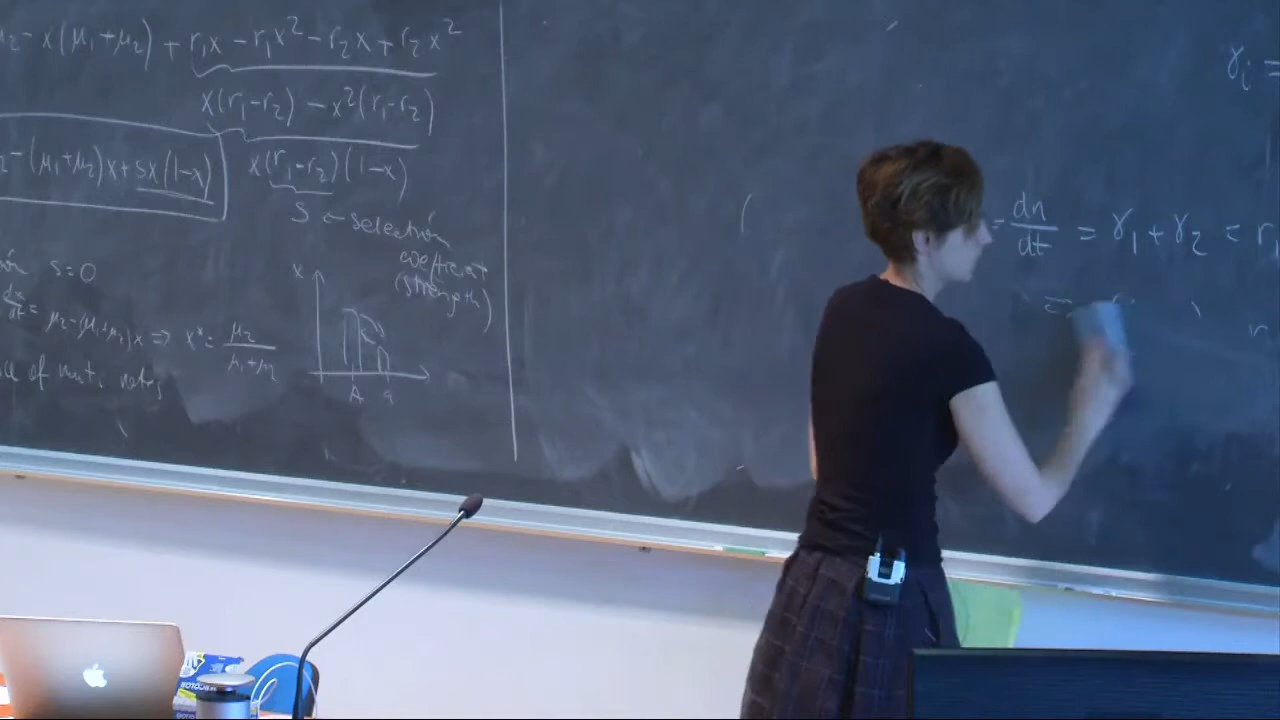 μ₂ - x(μ₁+μ₂) + r₁x - r₁x² - r₂x + r₂x²
x(r₁-r₂) - x²(r₁-r₂)
2 - (μ₁+μ₂)x + sx(1-x)
x(r₁-r₂)(1-x)
s ← selection
coefficient
(strength)
s=0
dx/dt = μ₂-(μ₁+μ₂)x ⇒ x* = μ₂/(μ₁+μ₂)
of mut. rates
x
A a
γᵢ =
= dn/dt = γ₁ + γ₂ = r₁